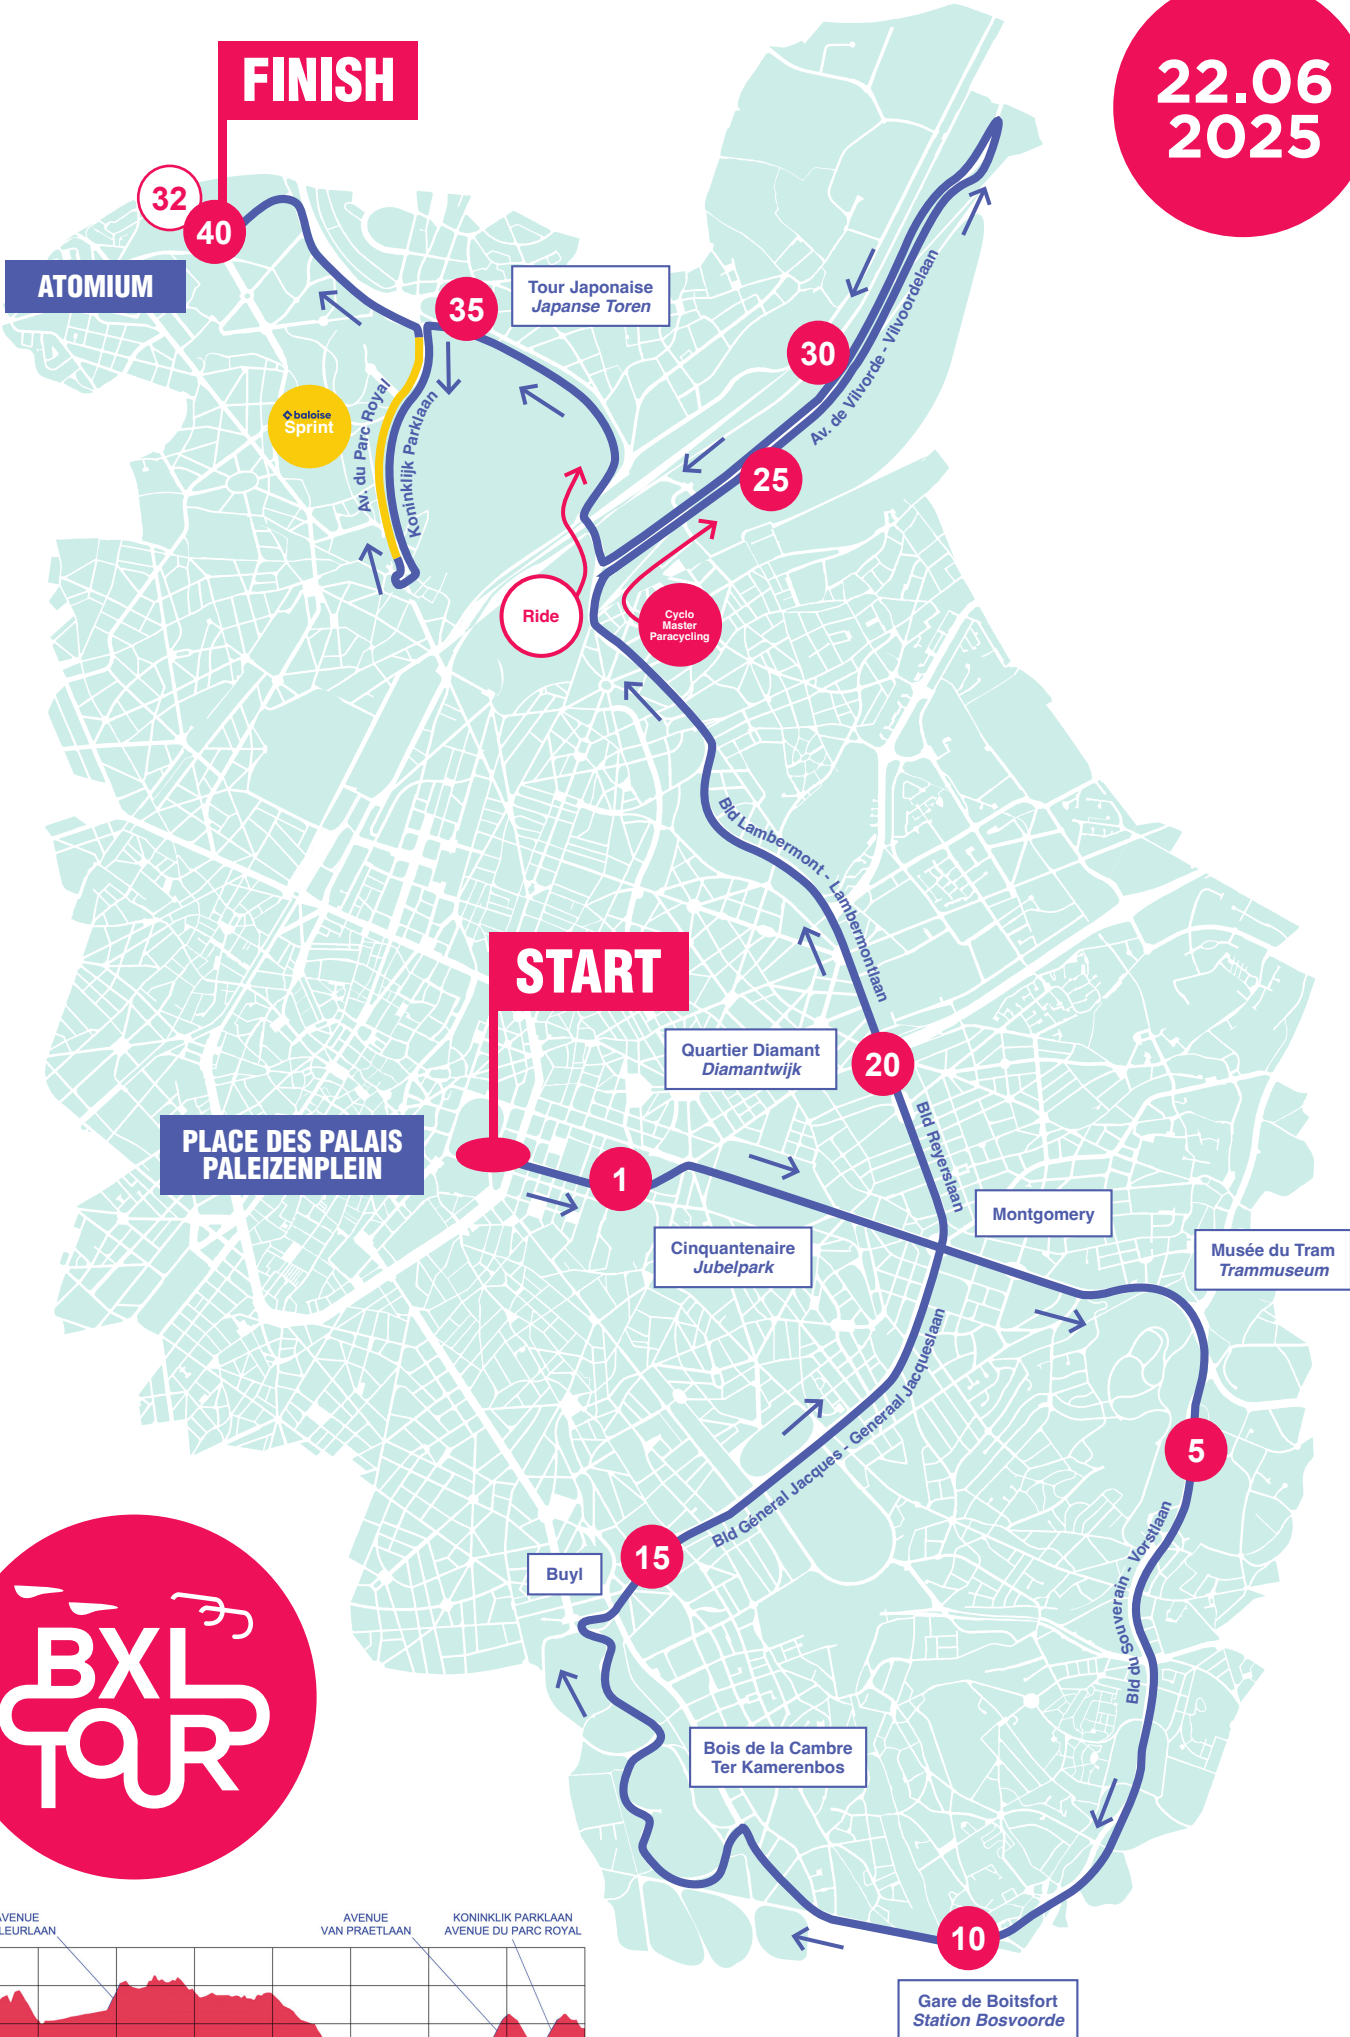 FINISH
22.06
2025
32
40
ATOMIUM
35
Tour Japonaise
Japanse Toren
30
Av. de Vilvorde - Vilvoordelaan
baloise
Sprint
Av. du Parc Royal
Koninklijk Parklaan
25
Ride
Cyclo
Master
Paracycling
Bld Lambermont - Lambermontlaan
START
Quartier Diamant
Diamantwijk
20
Bld Reyerslaan
PLACE DES PALAIS
PALEIZENPLEIN
1
Montgomery
Cinquantenaire
Jubelpark
Musée du Tram
Trammuseum
Bld Géneral Jacques - Generaal Jacqueslaan
5
Bld du Souverain - Vorstlaan
15
Buyl
BXL
TOUR
Bois de la Cambre
Ter Kamerenbos
10
Gare de Boitsfort
Station Bosvoorde
AVENUE
VAN PRAETLAAN
KONINKLIK PARKLAAN
AVENUE DU PARC ROYAL